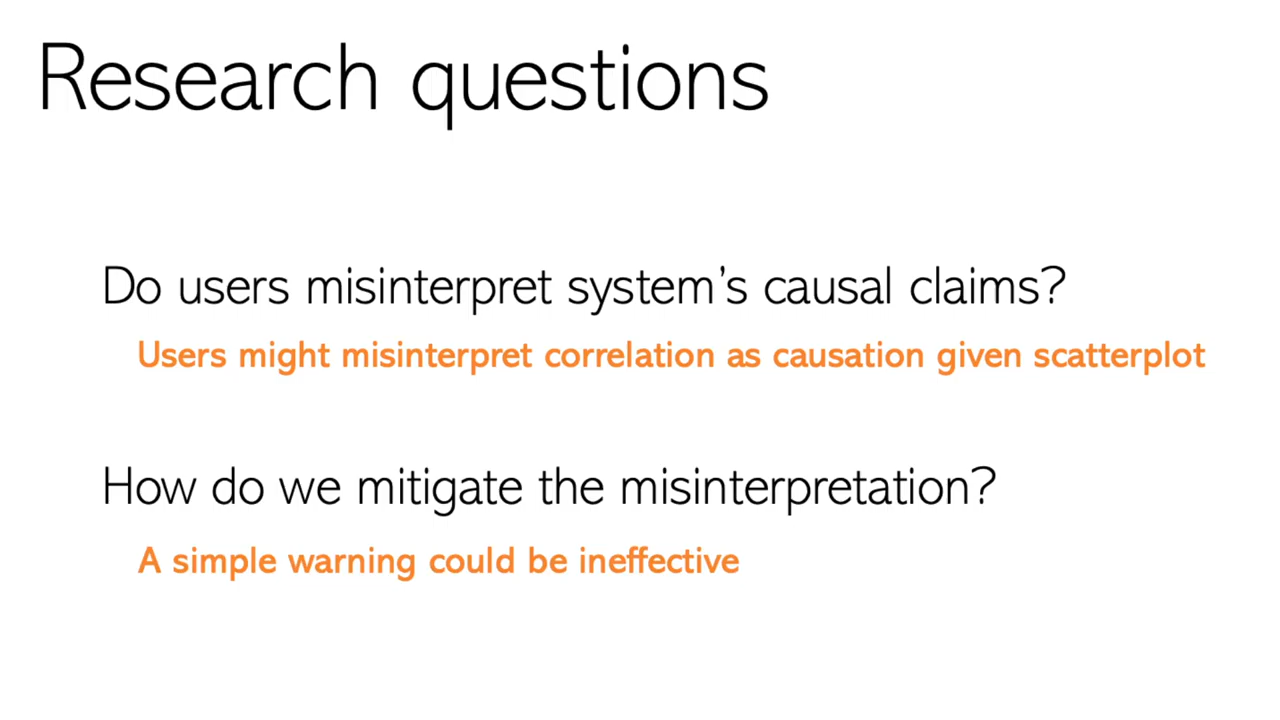 Research questions
Do users misinterpret system’s causal claims?
Users might misinterpret correlation as causation given scatterplot
How do we mitigate the misinterpretation?
A simple warning could be ineffective